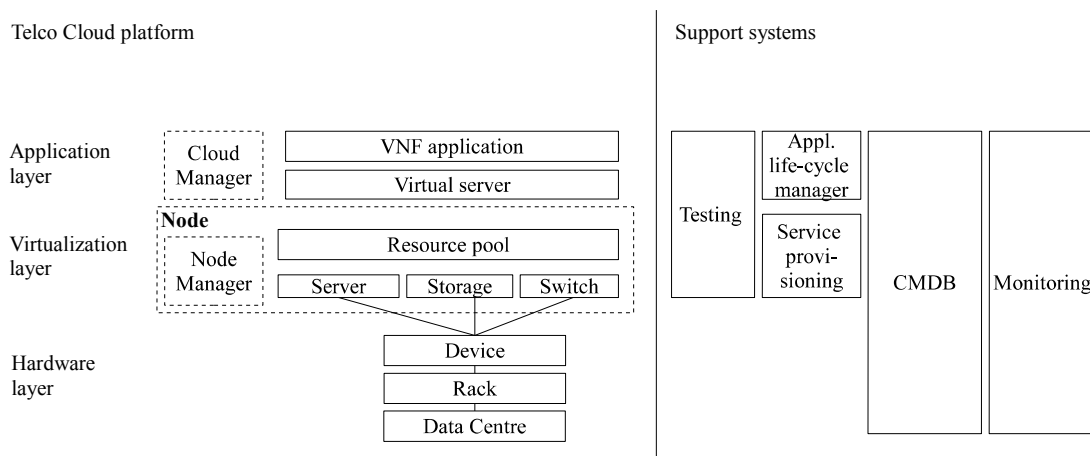 Telco Cloud platform
Support systems
Application
layer
Cloud
Manager
VNF application
Virtual server
Node
Virtualization
layer
Node
Manager
Resource pool
Server
Storage
Switch
Hardware
layer
Device
Rack
Data Centre
Testing
Appl.
life-cycle
manager
Service
provi-
sioning
CMDB
Monitoring